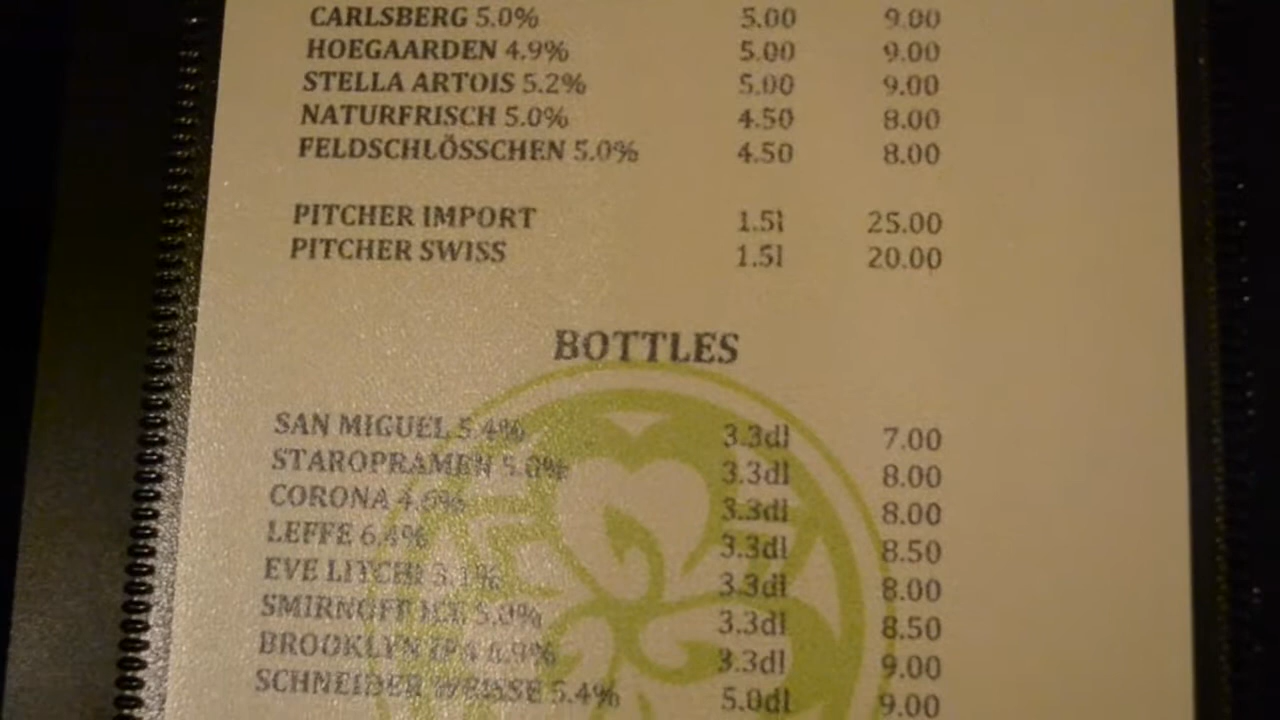 CARLSBERG 5.0% 5.00 9.00
HOEGAARDEN 4.9% 5.00 9.00
STELLA ARTOIS 5.2% 5.00 9.00
NATURFRISCH 5.0% 4.50 8.00
FELDSCHLÖSSCHEN 5.0% 4.50 8.00
PITCHER IMPORT 1.5l 25.00
PITCHER SWISS 1.5l 20.00
BOTTLES
SAN MIGUEL 5.4% 3.3dl 7.00
STAROPRAMEN 5.0% 3.3dl 8.00
CORONA 4.6% 3.3dl 8.00
LEFFE 6.4% 3.3dl 8.50
EVE LITCHI 3.1% 3.3dl 8.00
SMIRNOFF ICE 5.0% 3.3dl 8.50
BROOKLYN IPA 6.9% 3.3dl 9.00
SCHNEIDER WEISSE 5.4% 5.0dl 9.00